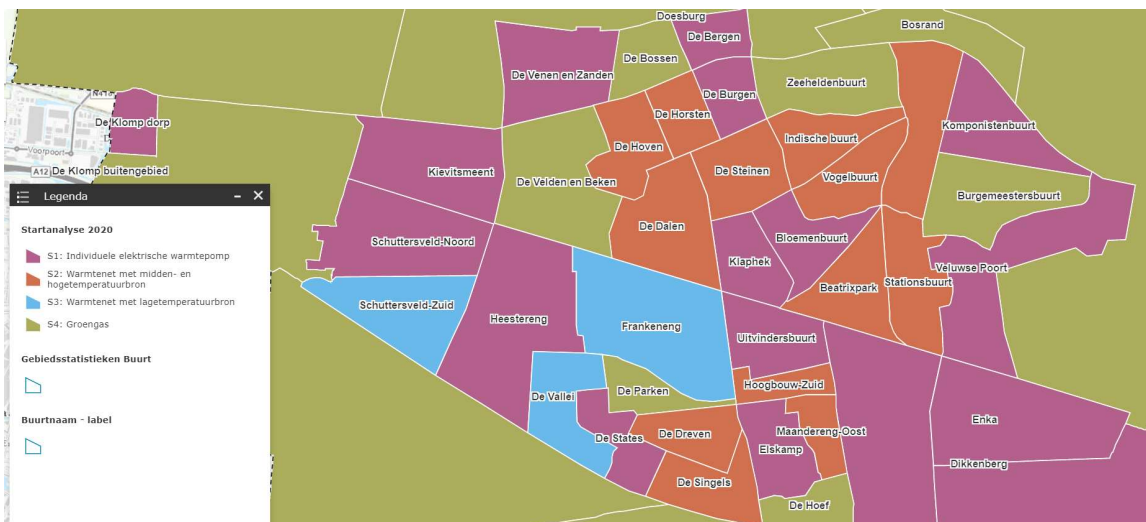 Doesburg
Bosrand
De Bergen
De Bossen
De Venen en Zanden
Zeeheldenbuurt
De Burgen
N418
De Horsten
De Klomp dorp
Komponistenbuurt
Indische buurt
De Hoven
Voorpoort
A12
De Klomp buitengebied
Kievitsmeent
De Steinen
De Velden en Beken
Vogelbuurt
Burgemeestersbuurt
Legenda
De Dalen
Startanalyse 2020
Bloemenbuurt
Schuttersveld-Noord
S1: Individuele elektrische warmtepomp
Klaphek
Veluwse Poort
S2: Warmtenet met midden- en
hogetemperatuurbron
Stationsbuurt
Beatrixpark
S3: Warmtenet met lagetemperatuurbron
Schuttersveld-Zuid
Heestereng
S4: Groengas
Frankeneng
Uitvindersbuurt
Gebiedsstatistieken Buurt
Hoogbouw-Zuid
De Parken
De Vallei
Buurtnaam - label
Enka
Maandereng-Oost
De Dreven
De States
Elskamp
Dikkenberg
De Singels
De Hoef